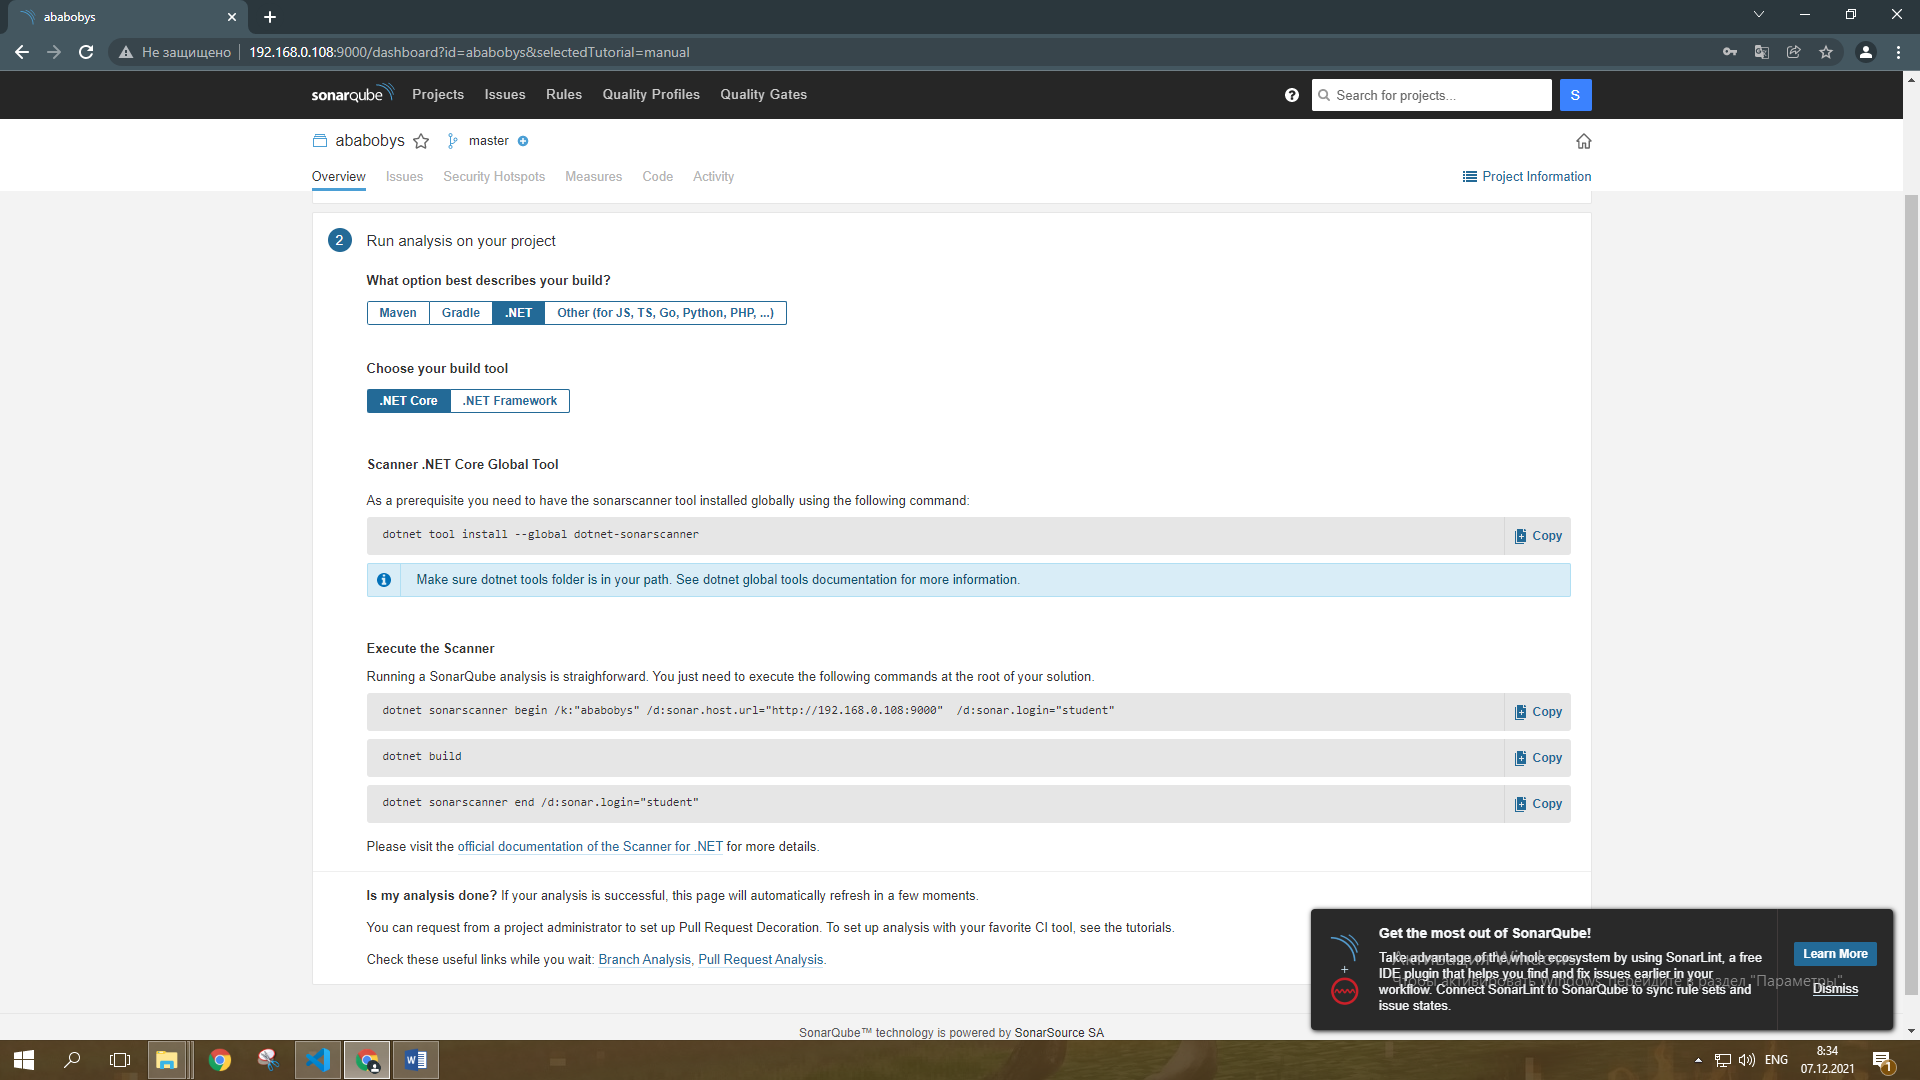 ababobys
Не защищено
192.168.0.108:9000/dashboard?id=ababobys&selectedTutorial=manual
sonarqube
Projects
Issues
Rules
Quality Profiles
Quality Gates
Search for projects...
S
ababobys
master
Overview
Issues
Security Hotspots
Measures
Code
Activity
Project Information
2
Run analysis on your project
What option best describes your build?
Maven
Gradle
.NET
Other (for JS, TS, Go, Python, PHP, ...)
Choose your build tool
.NET Core
.NET Framework
Scanner .NET Core Global Tool
As a prerequisite you need to have the sonarscanner tool installed globally using the following command:
dotnet tool install --global dotnet-sonarscanner
Copy
Make sure dotnet tools folder is in your path. See dotnet global tools documentation for more information.
Execute the Scanner
Running a SonarQube analysis is straighforward. You just need to execute the following commands at the root of your solution.
dotnet sonarscanner begin /k:"ababobys" /d:sonar.host.url="http://192.168.0.108:9000"  /d:sonar.login="student"
Copy
dotnet build
Copy
dotnet sonarscanner end /d:sonar.login="student"
Copy
Please visit the official documentation of the Scanner for .NET for more details.
Is my analysis done? If your analysis is successful, this page will automatically refresh in a few moments.
You can request from a project administrator to set up Pull Request Decoration. To set up analysis with your favorite CI tool, see the tutorials.
Check these useful links while you wait: Branch Analysis, Pull Request Analysis.
Get the most out of SonarQube!
Take advantage of the whole ecosystem by using SonarLint, a free
IDE plugin that helps you find and fix issues earlier in your
workflow. Connect SonarLint to SonarQube to sync rule sets and
issue states.
Learn More
Dismiss
Активация Windows
Чтобы активировать Windows, перейдите в раздел "Параметры".
SonarQube™ technology is powered by SonarSource SA
ENG
8:34
07.12.2021
1